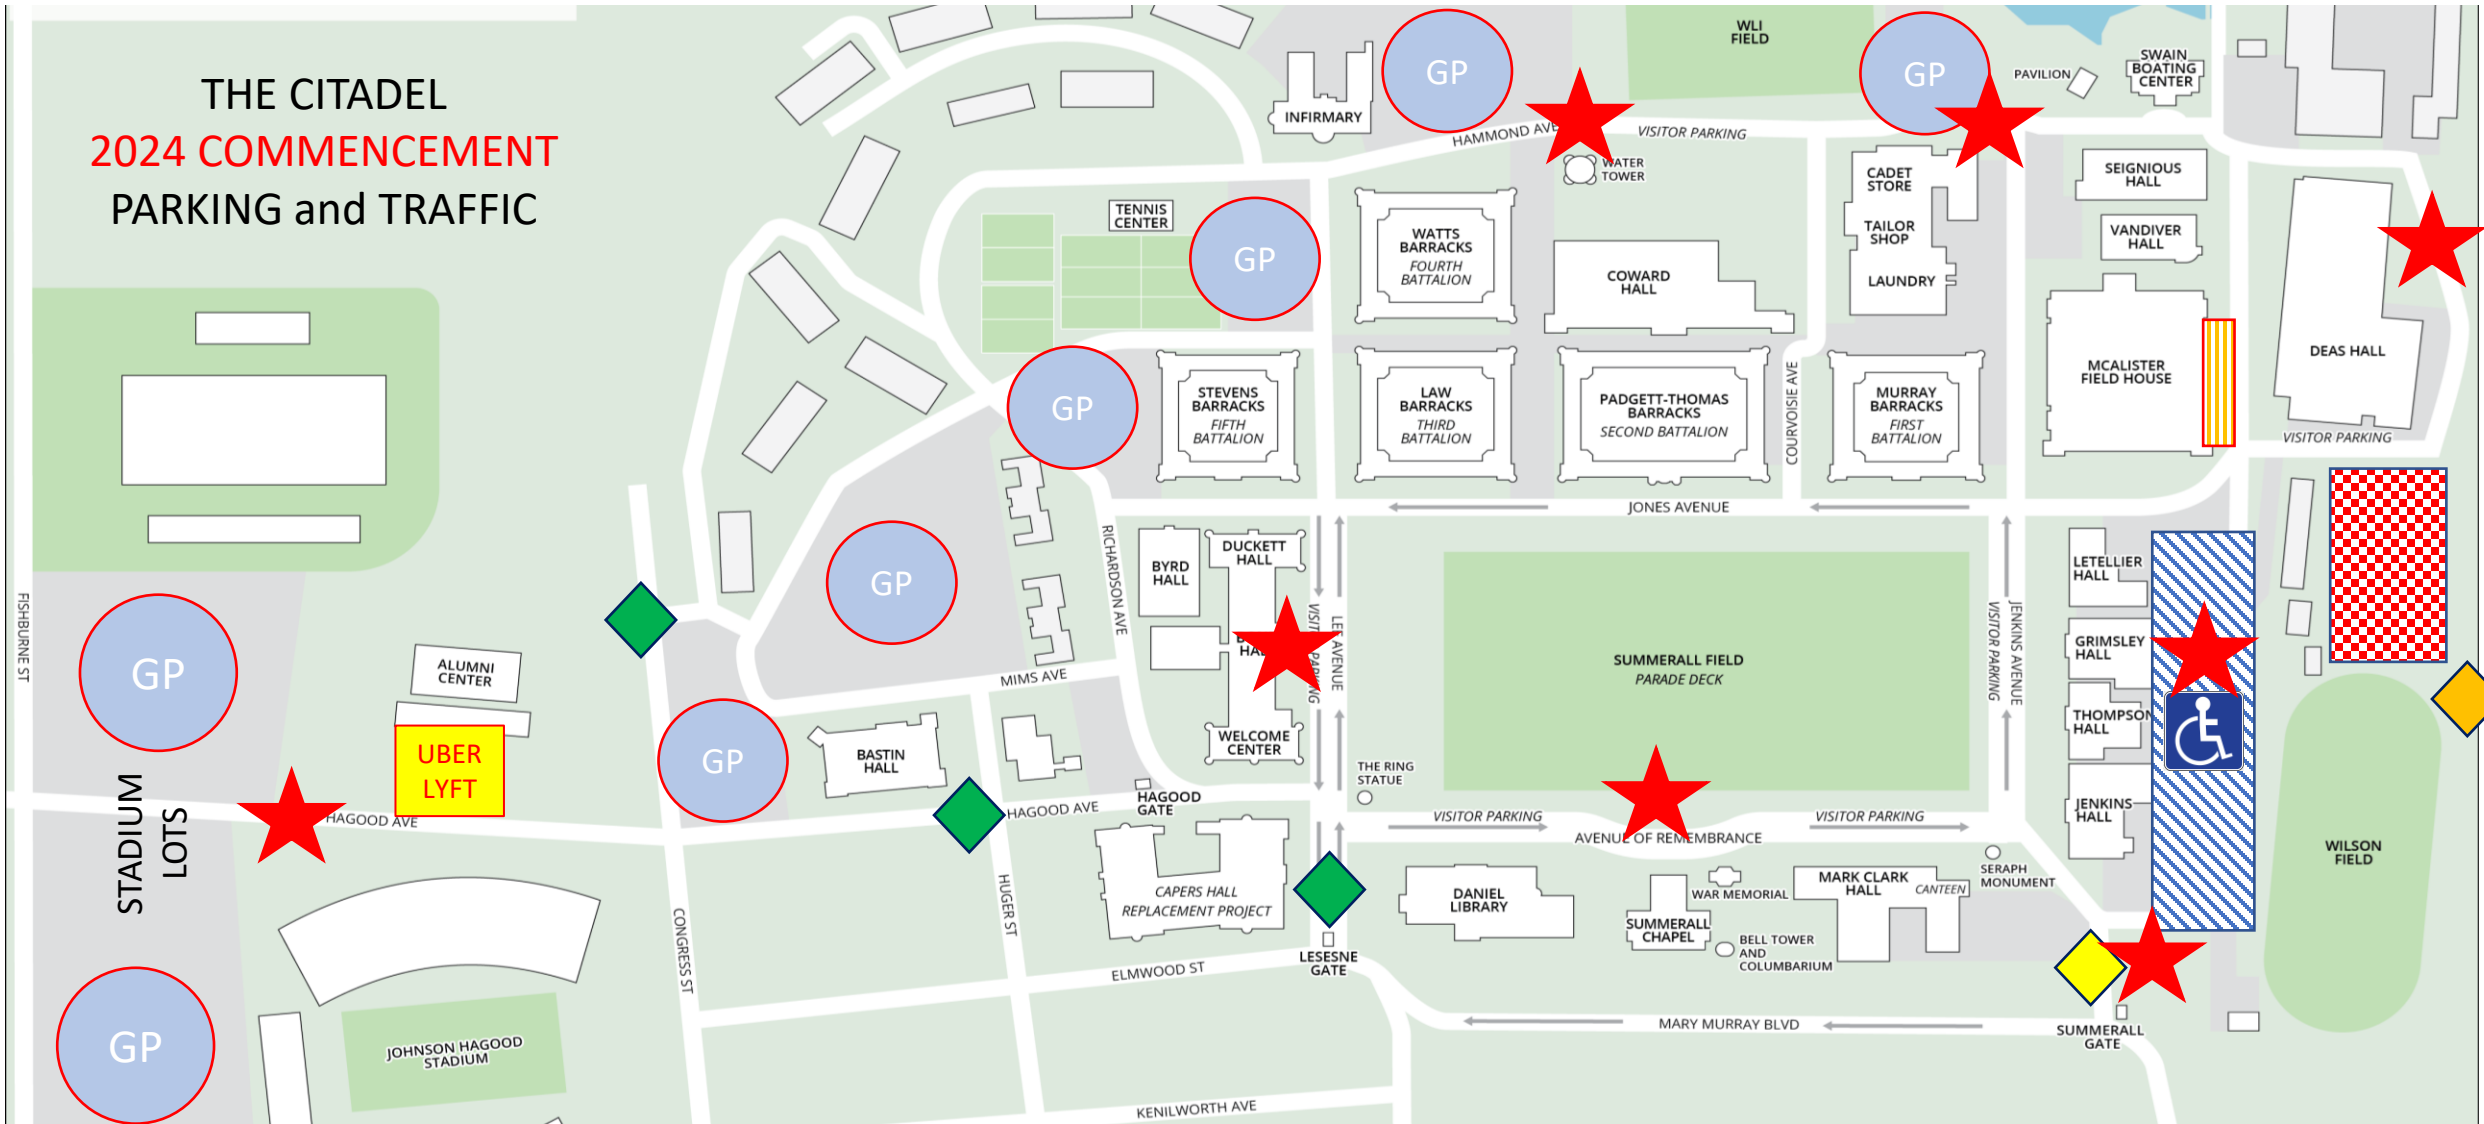 THE CITADEL
2024 COMMENCEMENT
PARKING and TRAFFIC
GP
GP
WLI
FIELD
INFIRMARY
HAMMOND AVE
VISITOR PARKING
PAVILION
SWAIN
BOATING
CENTER
WATER
TOWER
CADET
STORE
TAILOR
SHOP
LAUNDRY
SEIGNIOUS
HALL
VANDIVER
HALL
TENNIS
CENTER
GP
WATTS
BARRACKS
FOURTH
BATTALION
COWARD
HALL
MCALISTER
FIELD HOUSE
DEAS HALL
VISITOR PARKING
GP
STEVENS
BARRACKS
FIFTH
BATTALION
LAW
BARRACKS
THIRD
BATTALION
PADGETT-THOMAS
BARRACKS
SECOND BATTALION
COURVOISIE AVE
MURRAY
BARRACKS
FIRST
BATTALION
JONES AVENUE
FISHBURNE ST
GP
GP
RICHARDSON AVE
BYRD
HALL
DUCKETT
HALL
LEE AVENUE
SUMMERALL FIELD
PARADE DECK
VISITOR PARKING
JENKINS AVENUE
LETELLIER
HALL
GRIMSLEY
HALL
THOMPSON
HALL
JENKINS
HALL
ALUMNI
CENTER
UBER
LYFT
MIMS AVE
GP
BASTIN
HALL
WELCOME
CENTER
THE RING
STATUE
STADIUM
LOTS
HAGOOD AVE
HAGOOD AVE
HAGOOD
GATE
VISITOR PARKING
VISITOR PARKING
AVENUE OF REMEMBRANCE
WILSON
FIELD
SERAPH
MONUMENT
CAPERS HALL
REPLACEMENT PROJECT
DANIEL
LIBRARY
WAR MEMORIAL
MARK CLARK
HALL
CANTEEN
SUMMERALL
CHAPEL
BELL TOWER
AND
COLUMBARIUM
CONGRESS ST
HUGER ST
ELMWOOD ST
LESESNE
GATE
MARY MURRAY BLVD
SUMMERALL
GATE
GP
JOHNSON HAGOOD
STADIUM
KENILWORTH AVE